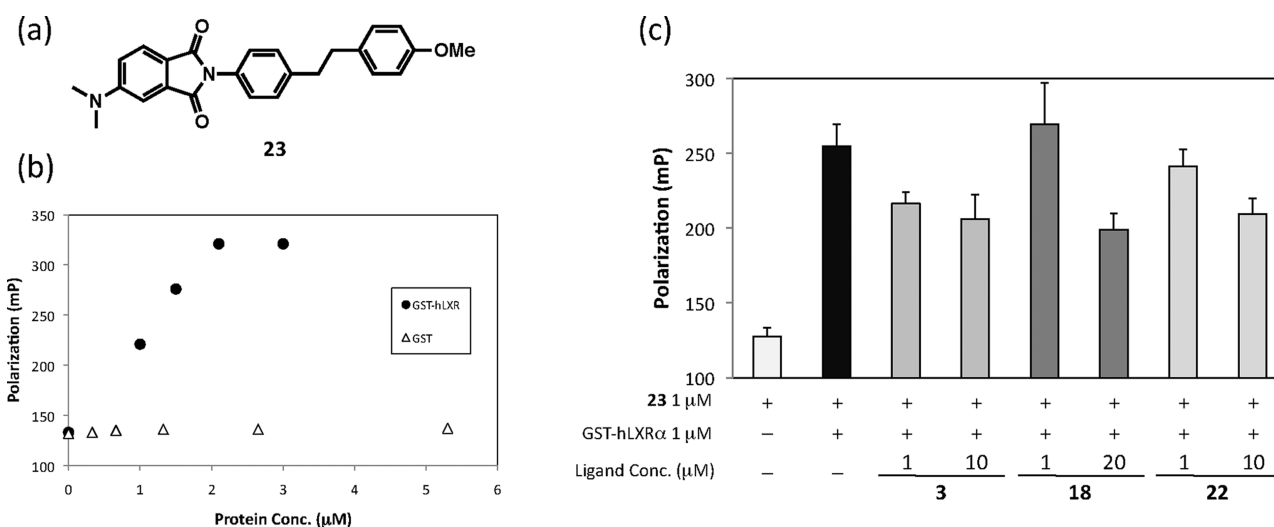 (a)
O
N
N
O
OMe
23
(b)
Polarization (mP)
350
300
250
200
150
100
GST-hLXR
GST
0 1 2 3 4 5 6
Protein Conc. (μM)
(c)
Polarization (mP)
300
250
200
150
100
23 1 μM + + + + + + + +
GST-hLXRα 1 μM – + + + + + + +
Ligand Conc. (μM) – – 1 10 1 20 1 10
3 18 22